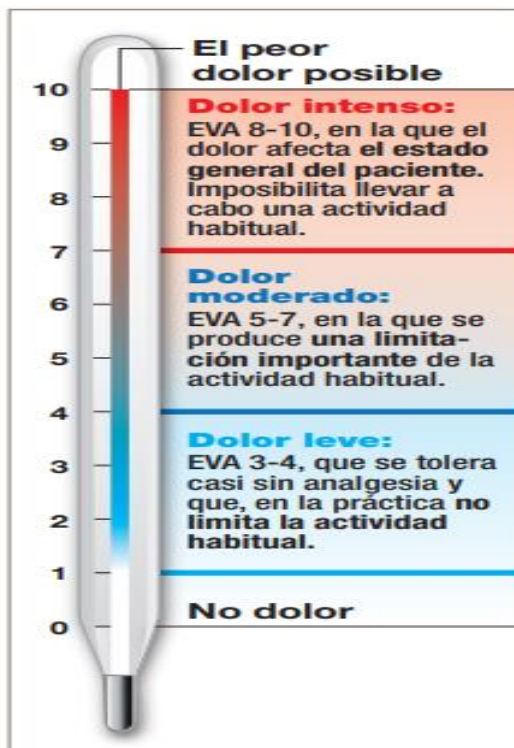 El peor
dolor posible
10
Dolor intenso:
EVA 8-10, en la que el
dolor afecta el estado
general del paciente.
Imposibilita llevar a
cabo una actividad
habitual.
9
8
7
Dolor
moderado:
EVA 5-7, en la que se
produce una limita-
ción importante de la
actividad habitual.
6
5
4
Dolor leve:
EVA 3-4, que se tolera
casi sin analgesia y
que, en la práctica no
limita la actividad
habitual.
3
2
1
No dolor
0